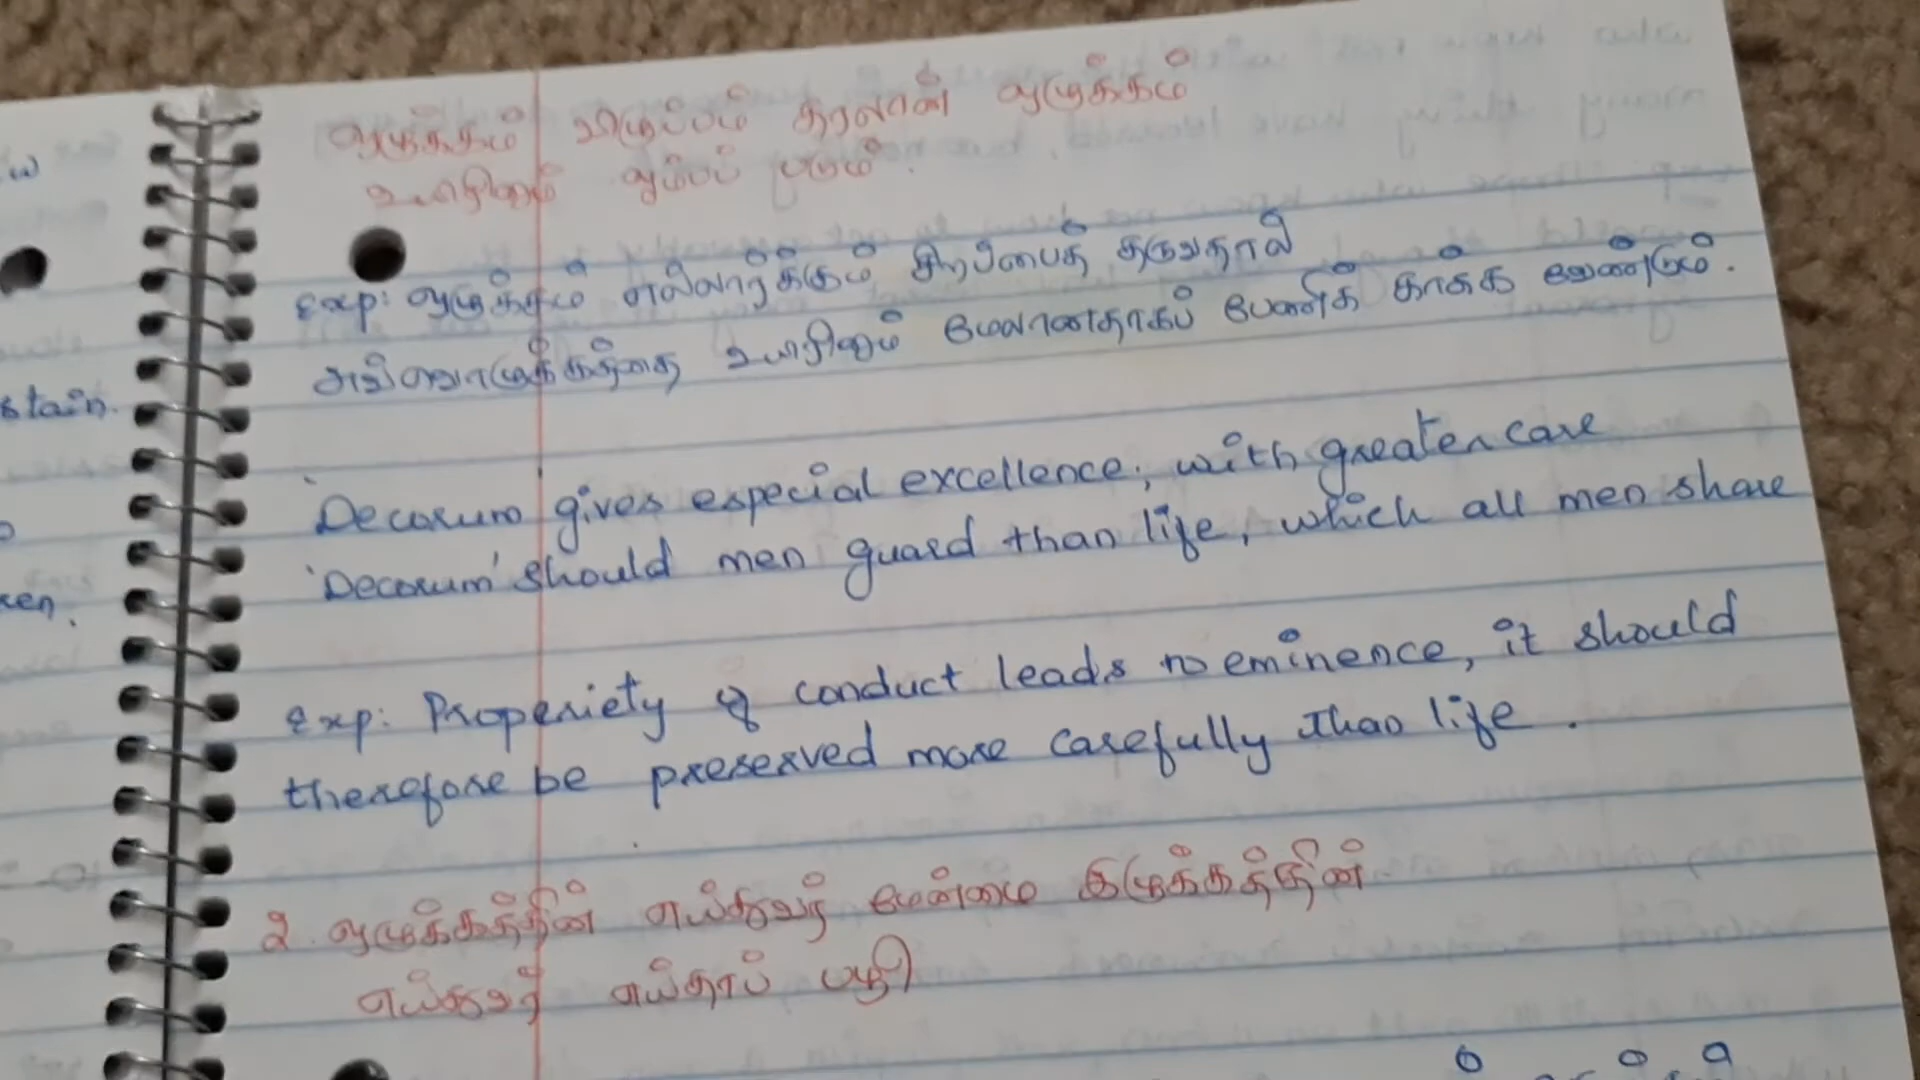 ஒழுக்கம் விழுப்பம் தரலான் ஒழுக்கம்
உயிரினும் ஓம்பப் படும்.
Exp: ஒழுக்கம் எல்லார்க்கும் சிறப்பைத் தருவதால்
அவ்வொழுக்கத்தை உயிரினும் மேலானதாகப் பேணிக் காக்க வேண்டும்.
stain.
Decorum gives especial excellence; with greater care
'Decorum' should men guard than life, which all men share
Exp: Properiety of conduct leads to eminence, it should
therefore be preserved more carefully than life.
2. ஒழுக்கத்தின் எய்துவர் மேன்மை இழுக்கத்தின்
எய்துவர் எய்தாப் பழி